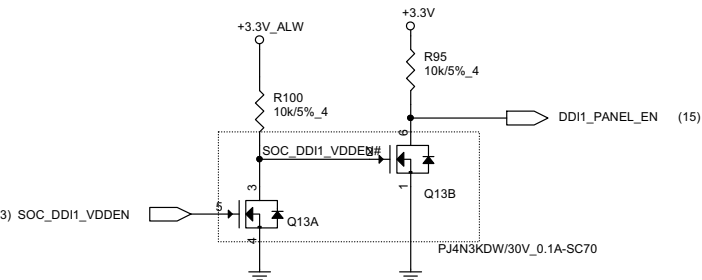 +3.3V
+3.3V_ALW
R95
10k/5%_4
R100
10k/5%_4
DDI1_PANEL_EN (15)
6
SOC_DDI1_VDDEN#
3
1
Q13B
3) SOC_DDI1_VDDEN
5
Q13A
4
PJ4N3KDW/30V_0.1A-SC70